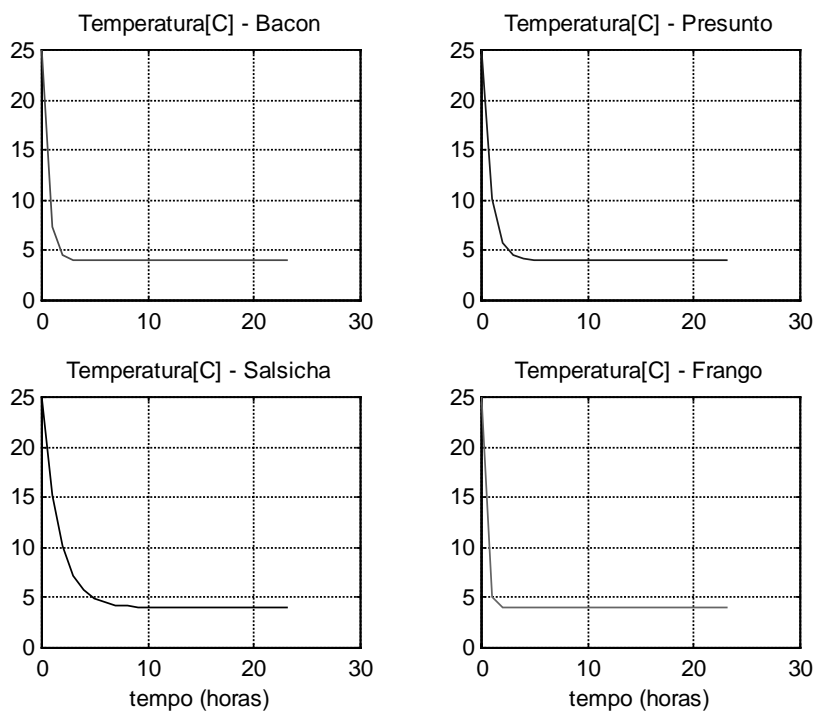 Temperatura[C] - Bacon
25
20
15
10
5
0
0 10 20 30
Temperatura[C] - Presunto
25
20
15
10
5
0
0 10 20 30
Temperatura[C] - Salsicha
25
20
15
10
5
0
0 10 20 30
tempo (horas)
Temperatura[C] - Frango
25
20
15
10
5
0
0 10 20 30
tempo (horas)